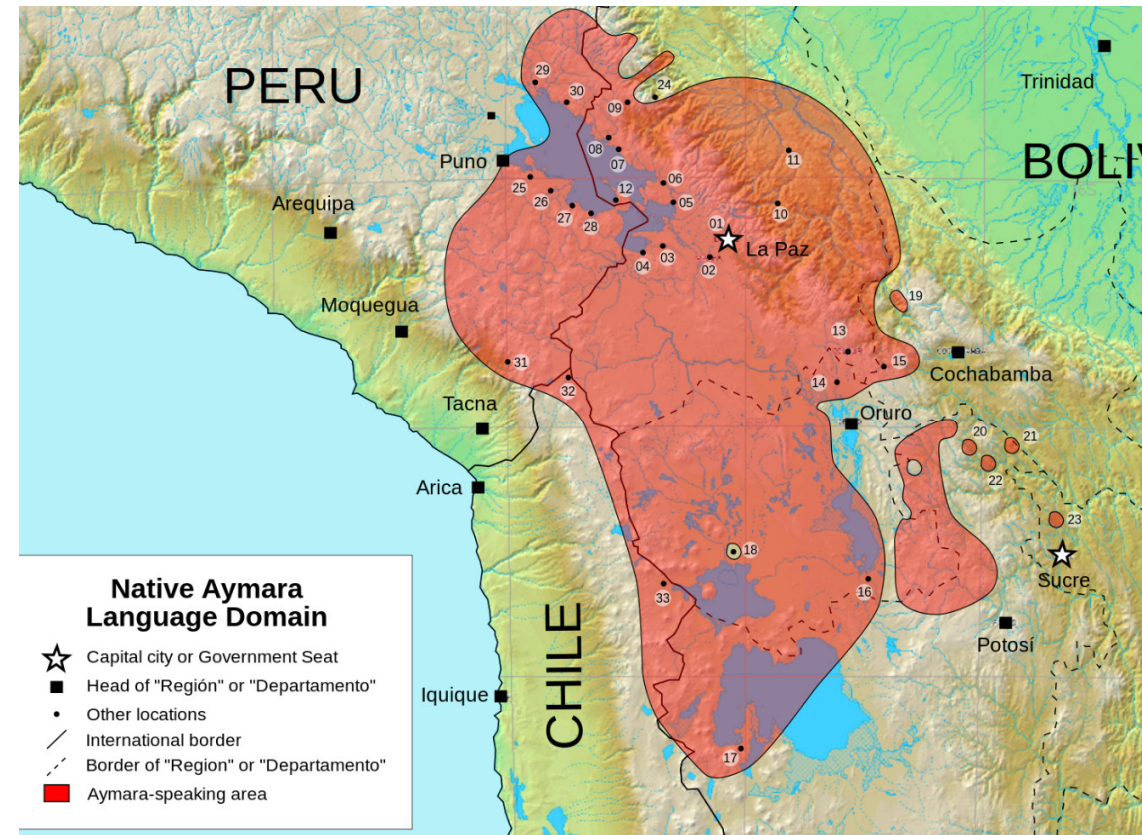 PERU
BOLIV
CHILE
Trinidad
Puno
Arequipa
Moquegua
Tacna
Arica
Iquique
La Paz
Cochabamba
Oruro
Sucre
Potosí
29
30
24
09
08
07
11
25
26
12
06
05
10
27
28
01
04
03
02
19
13
15
14
31
32
20
21
22
23
18
33
16
17
Native Aymara
Language Domain
Capital city or Government Seat
Head of "Región" or "Departamento"
Other locations
International border
Border of "Region" or "Departamento"
Aymara-speaking area